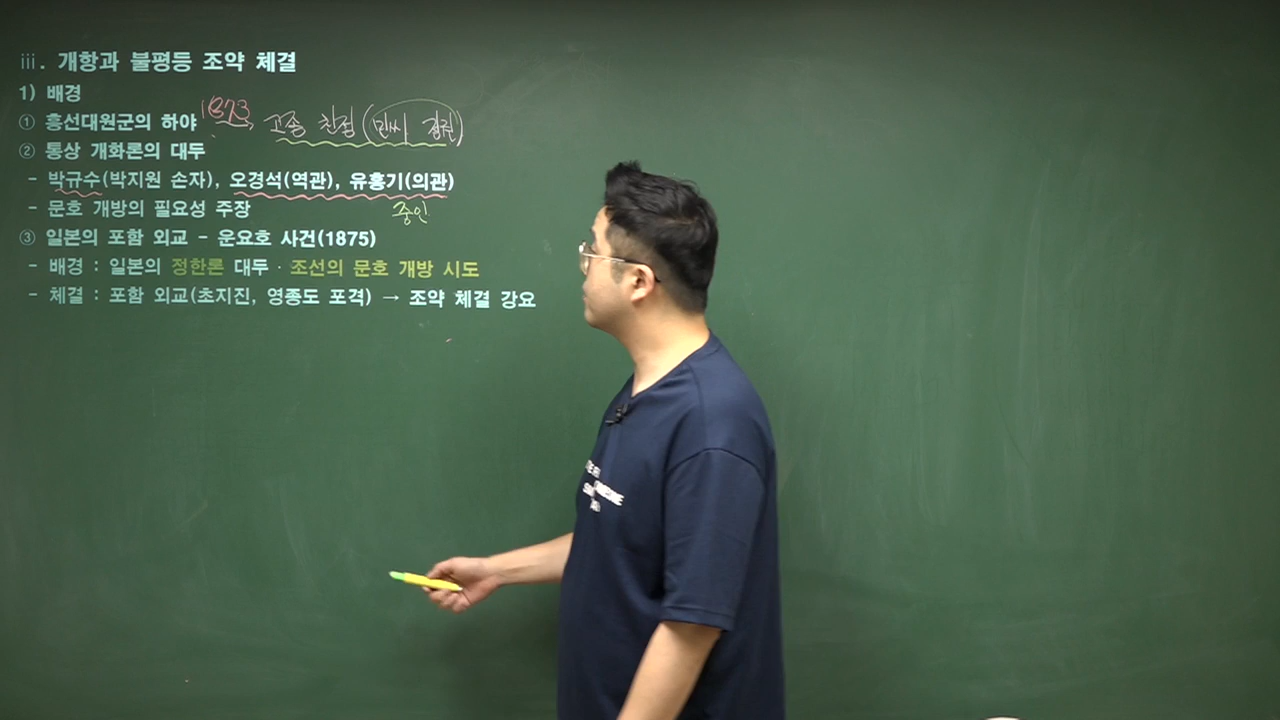 ⅲ. 개항과 불평등 조약 체결
1) 배경
① 흥선대원군의 하야 1873, 고종 친정(민씨 정권)
② 통상 개화론의 대두
- 박규수(박지원 손자), 오경석(역관), 유홍기(의관)
중인
- 문호 개방의 필요성 주장
③ 일본의 포함 외교 - 운요호 사건(1875)
- 배경 : 일본의 정한론 대두 · 조선의 문호 개방 시도
- 체결 : 포함 외교(초지진, 영종도 포격) → 조약 체결 강요